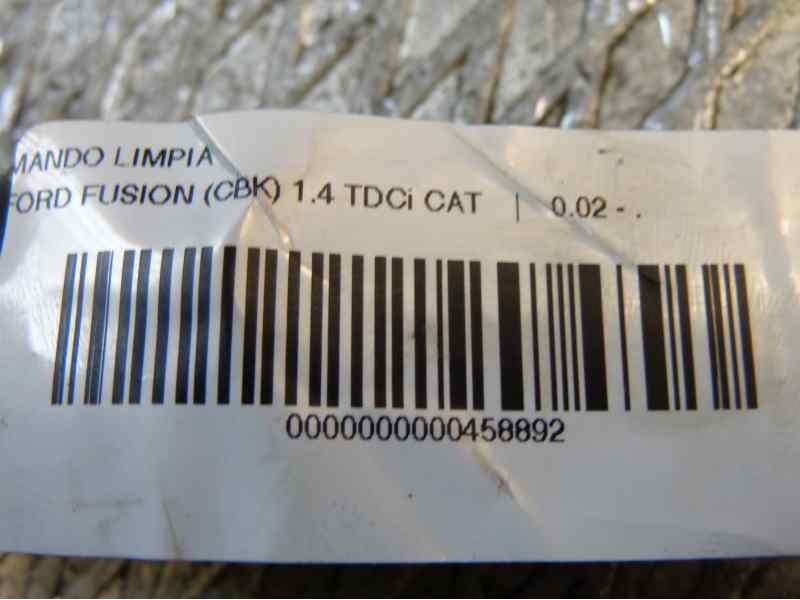 MANDO LIMPIA
FORD FUSION (CBK) 1.4 TDCi CAT | 0.02 - .
0000000000458892